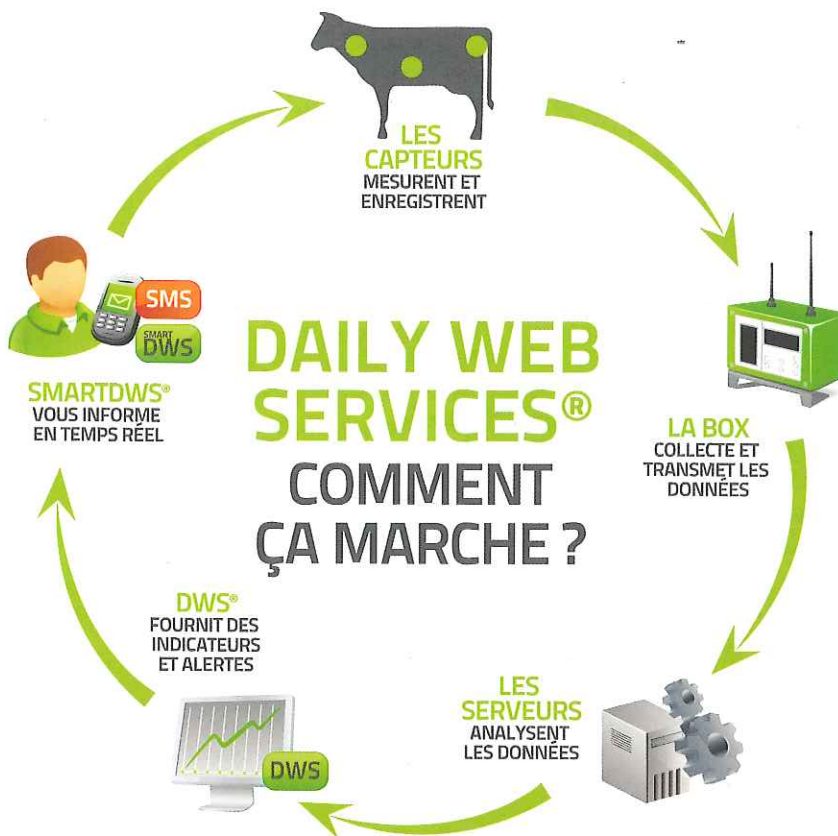 LES
CAPTEURS
MESURENT ET
ENREGISTRENT
SMS
SMART
DWS
SMARTDWS®
VOUS INFORME
EN TEMPS RÉEL
DAILY WEB
SERVICES®
COMMENT
ÇA MARCHE ?
LA BOX
COLLECTE ET
TRANSMET LES
DONNÉES
DWS®
FOURNIT DES
INDICATEURS
ET ALERTES
DWS
LES
SERVEURS
ANALYSENT
LES DONNÉES